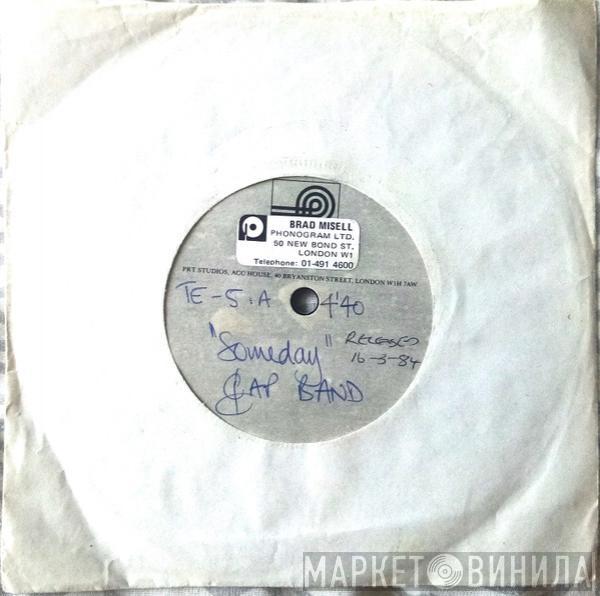 BRAD MISELL
PHONOGRAM LTD.
50 NEW BOND ST.
LONDON W1
Telephone: 01-491 4600
PRT STUDIOS, ACC HOUSE, 40 BRYANSTON STREET, LONDON W1H 7AW
TE-5.A 4'40
"Someday" RELEASED
16-3-84
GAP BAND
МАРКЕТ ВИНИЛА